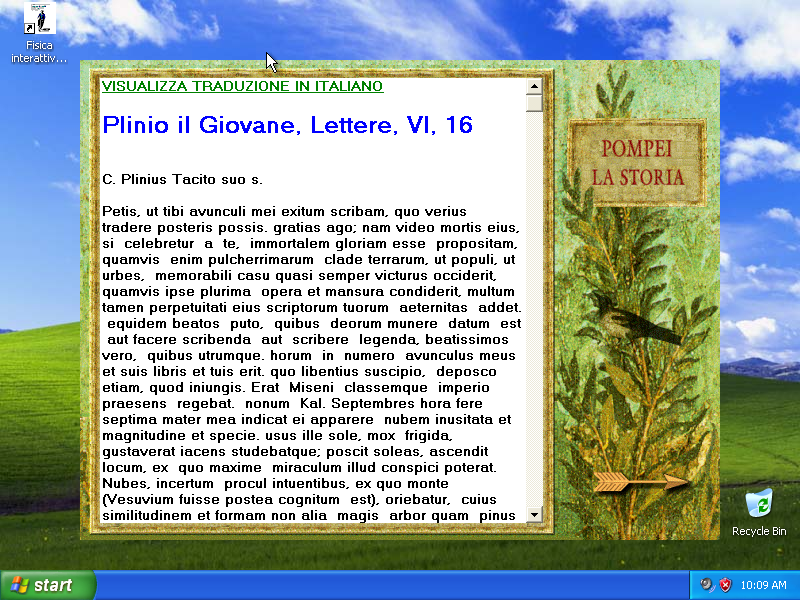 Fisica
interattiv...
VISUALIZZA TRADUZIONE IN ITALIANO
Plinio il Giovane, Lettere, VI, 16
C. Plinius Tacito suo s.
Petis, ut tibi avunculi mei exitum scribam, quo verius
tradere posteris possis. gratias ago; nam video mortis eius,
si celebretur a te, immortalem gloriam esse propositam,
quamvis enim pulcherrimarum clade terrarum, ut populi, ut
urbes, memorabili casu quasi semper victurus occiderit,
quamvis ipse plurima opera et mansura condiderit, multum
tamen perpetuitati eius scriptorum tuorum aeternitas addet.
equidem beatos puto, quibus deorum munere datum est
aut facere scribenda aut scribere legenda, beatissimos
vero, quibus utrumque. horum in numero avunculus meus
et suis libris et tuis erit. quo libentius suscipio, deposco
etiam, quod iniungis. Erat Miseni classemque imperio
praesens regebat. nonum Kal. Septembres hora fere
septima mater mea indicat ei apparere nubem inusitata et
magnitudine et specie. usus ille sole, mox frigida,
gustaverat iacens studebatque; poscit soleas, ascendit
locum, ex quo maxime miraculum illud conspici poterat.
Nubes, incertum procul intuentibus, ex quo monte
(Vesuvium fuisse postea cognitum est), oriebatur, cuius
similitudinem et formam non alia magis arbor quam pinus
POMPEI
LA STORIA
Recycle Bin
start
10:09 AM